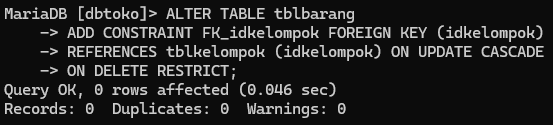 MariaDB [dbtoko]> ALTER TABLE tblbarang
    -> ADD CONSTRAINT FK_idkelompok FOREIGN KEY (idkelompok)
    -> REFERENCES tblkelompok (idkelompok) ON UPDATE CASCADE
    -> ON DELETE RESTRICT;
Query OK, 0 rows affected (0.046 sec)
Records: 0  Duplicates: 0  Warnings: 0